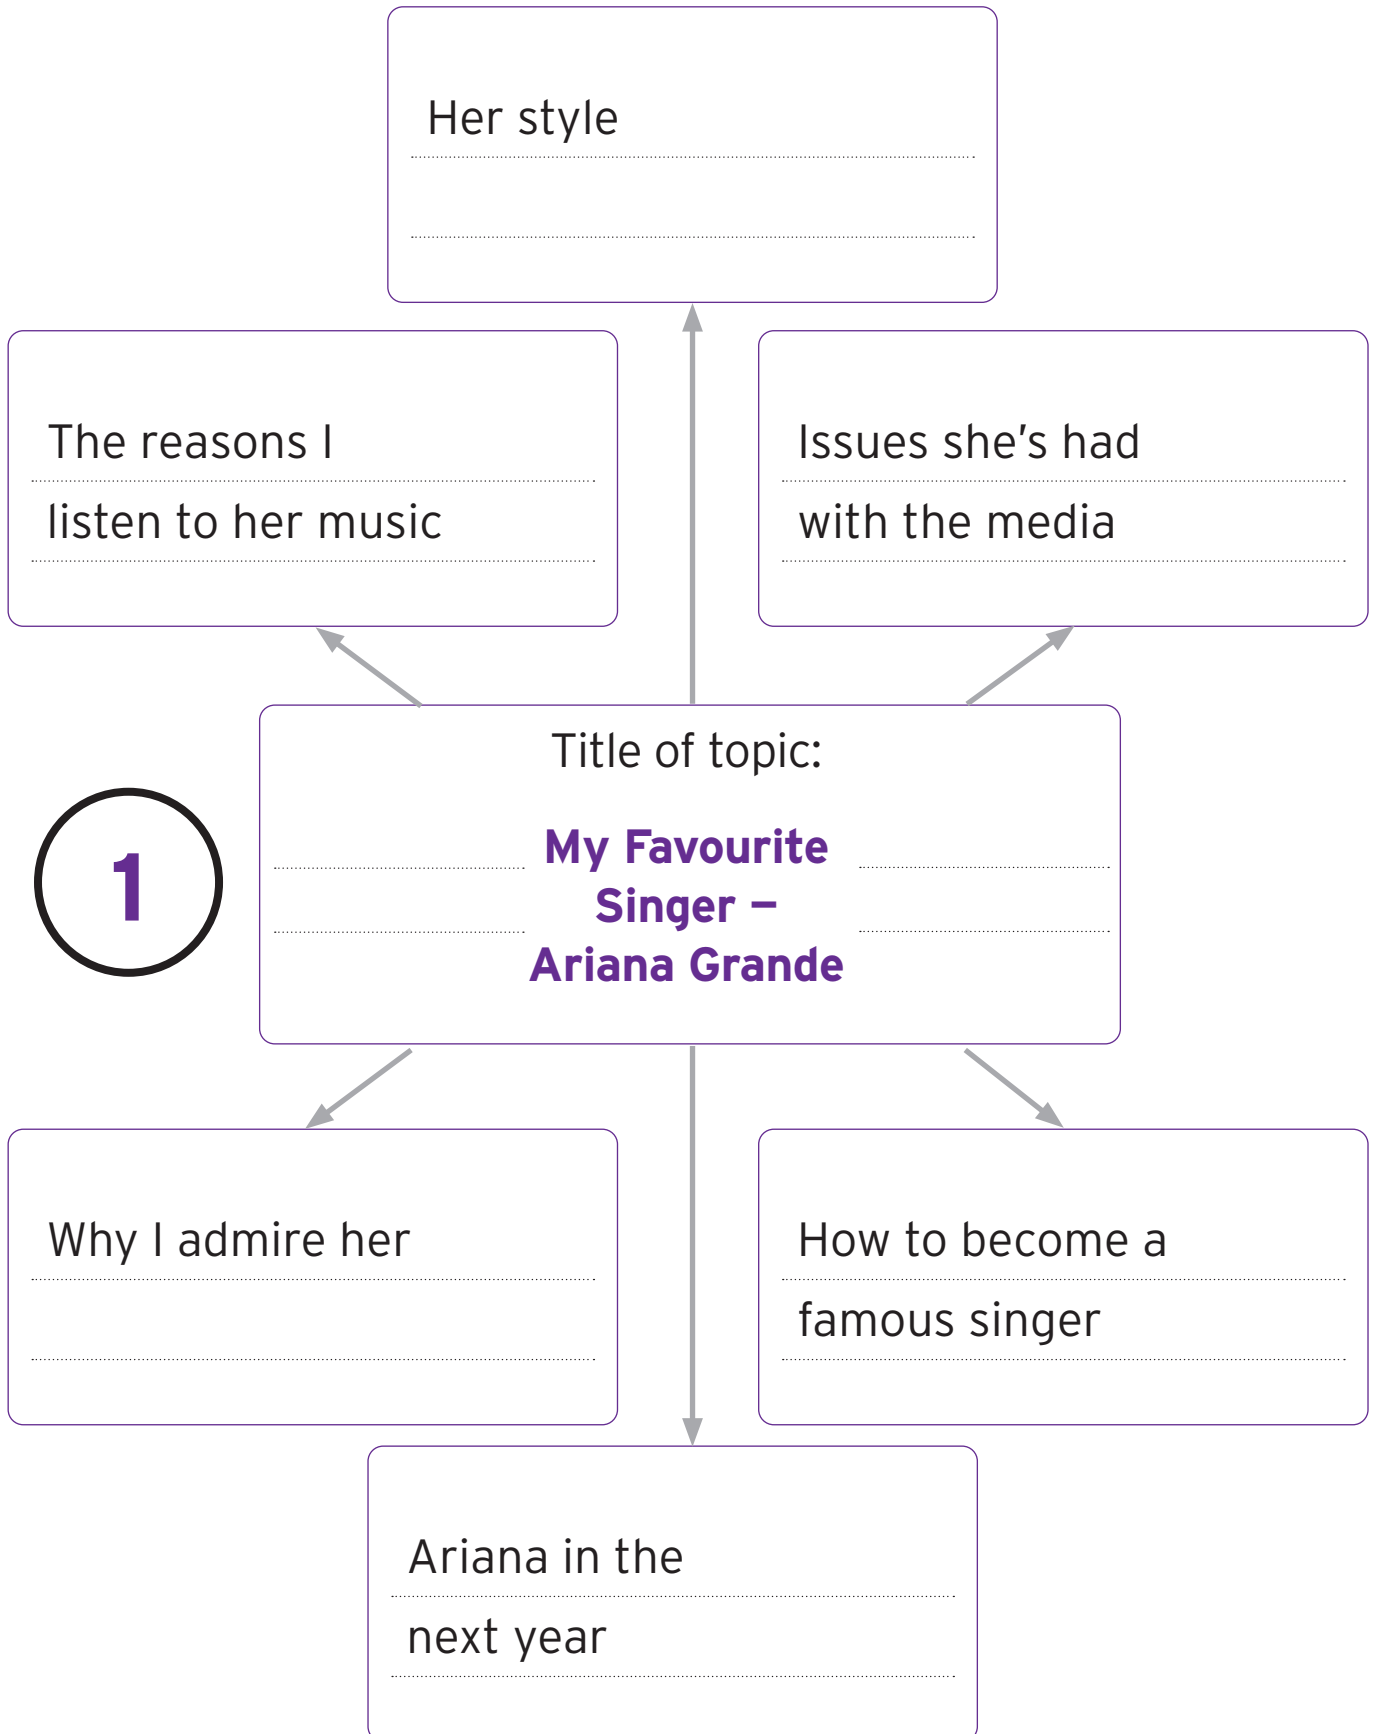 Her style
The reasons I
listen to her music
Issues she's had
with the media
Title of topic:
My Favourite
Singer –
Ariana Grande
1
Why I admire her
How to become a
famous singer
Ariana in the
next year